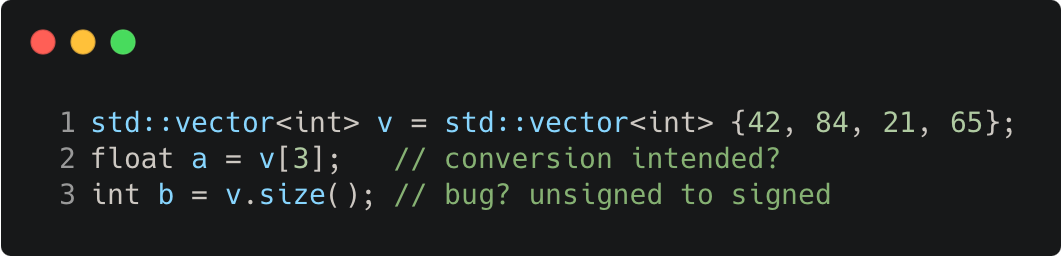 1 std::vector<int> v = std::vector<int> {42, 84, 21, 65};
2 float a = v[3];    // conversion intended?
3 int b = v.size(); // bug? unsigned to signed